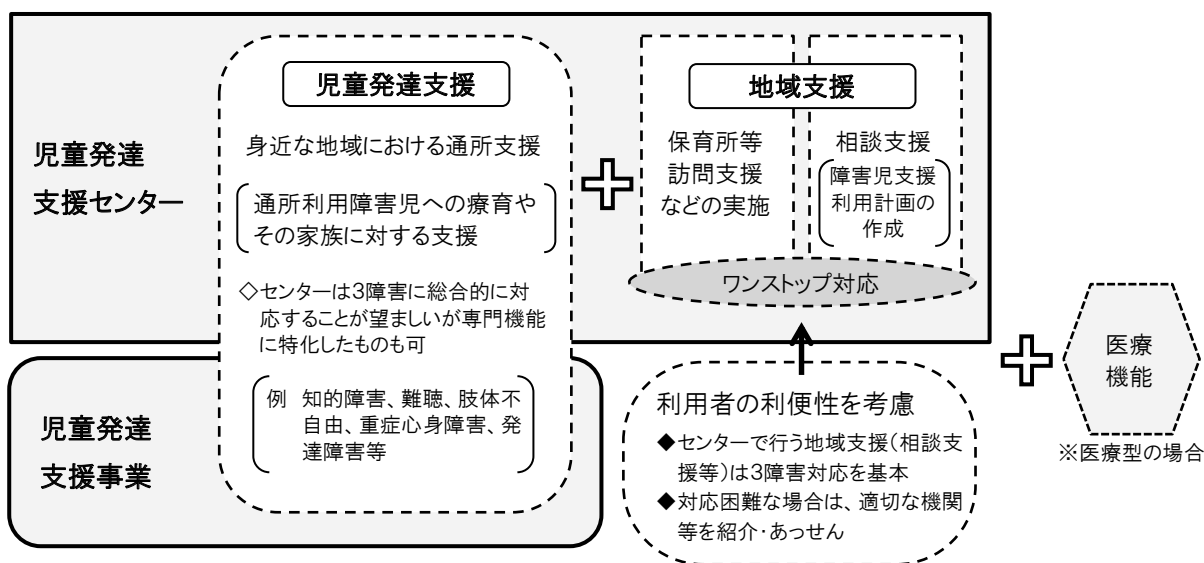 児童発達
支援センター
児童発達支援
身近な地域における通所支援
通所利用障害児への療育や
その家族に対する支援
◇センターは3障害に総合的に対
応することが望ましいが専門機能
に特化したものも可
例 知的障害、難聴、肢体不
自由、重症心身障害、発
達障害等
地域支援
保育所等
訪問支援
などの実施
相談支援
障害児支援
利用計画の
作成
ワンストップ対応
児童発達
支援事業
利用者の利便性を考慮
◆センターで行う地域支援(相談支
援等)は3障害対応を基本
◆対応困難な場合は、適切な機関
等を紹介・あっせん
医療
機能
※医療型の場合